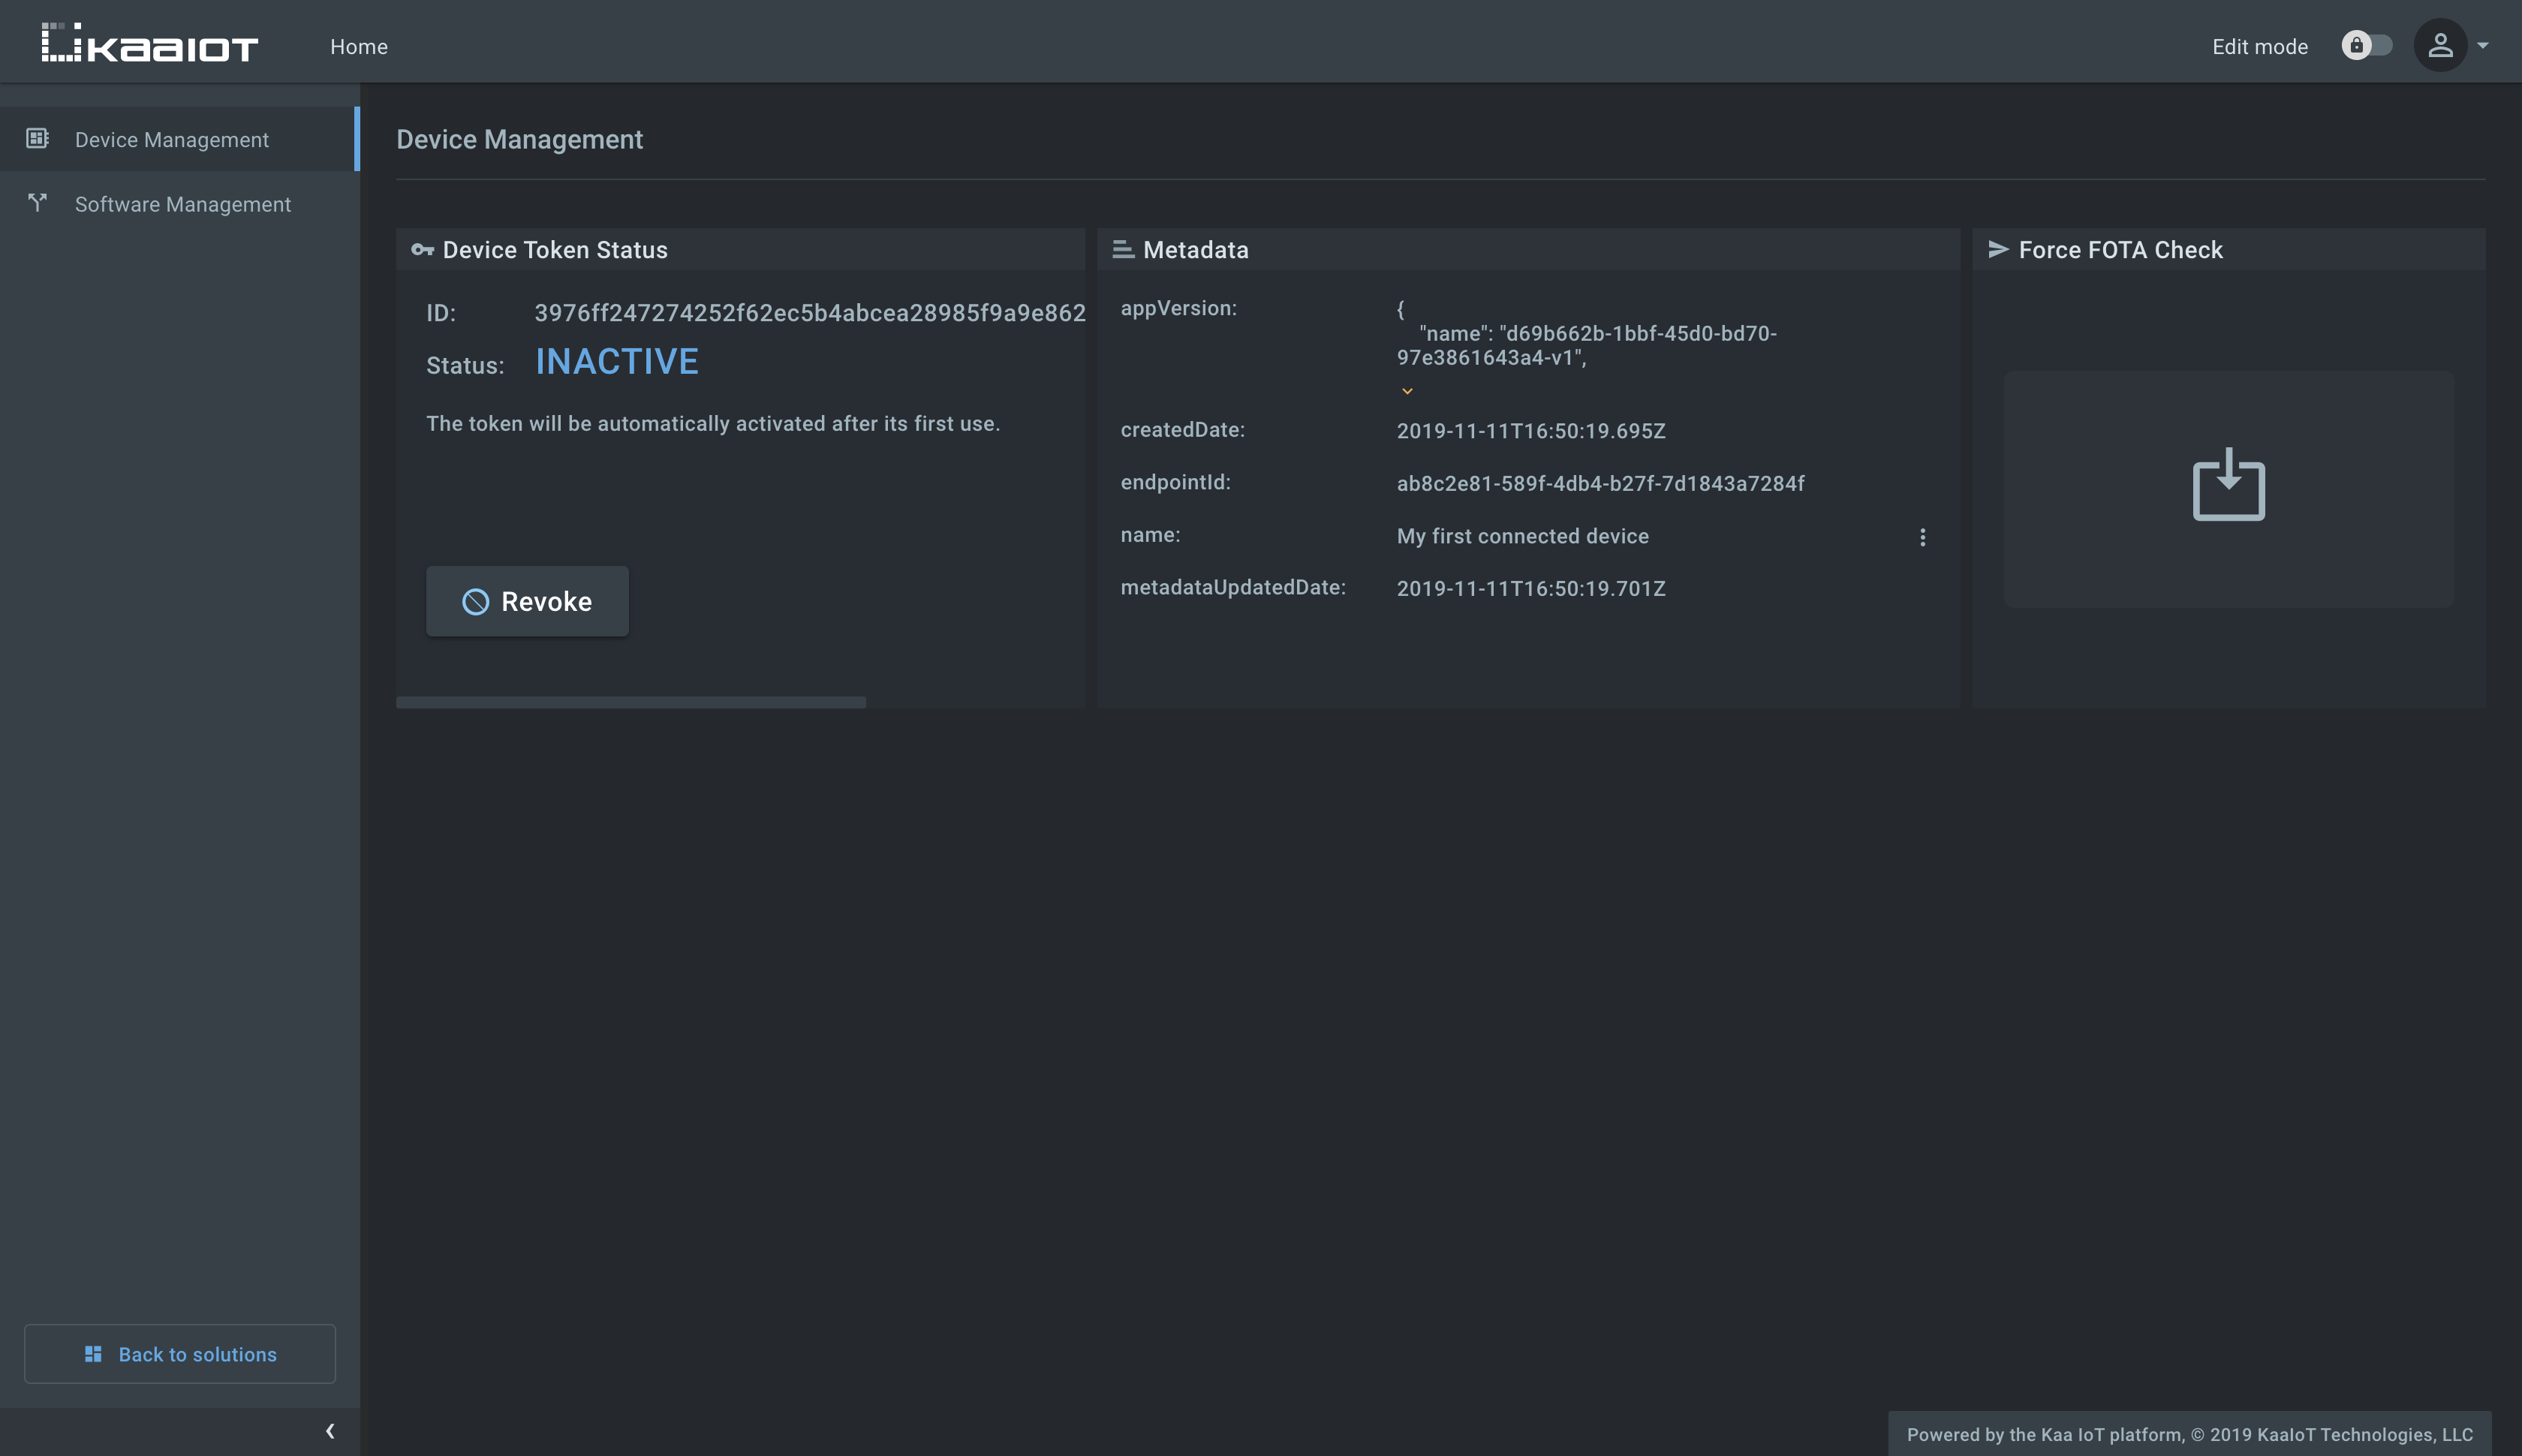 KaaIoT
Home
Edit mode
Device Management
Software Management
Device Management
Device Token Status
ID: 3976ff247274252f62ec5b4abcea28985f9a9e862
Status: INACTIVE
The token will be automatically activated after its first use.
Revoke
Metadata
appVersion: {
"name": "d69b662b-1bbf-45d0-bd70-
97e3861643a4-v1",
createdDate: 2019-11-11T16:50:19.695Z
endpointId: ab8c2e81-589f-4db4-b27f-7d1843a7284f
name: My first connected device
metadataUpdatedDate: 2019-11-11T16:50:19.701Z
Force FOTA Check
Back to solutions
Powered by the Kaa IoT platform, © 2019 KaaIoT Technologies, LLC